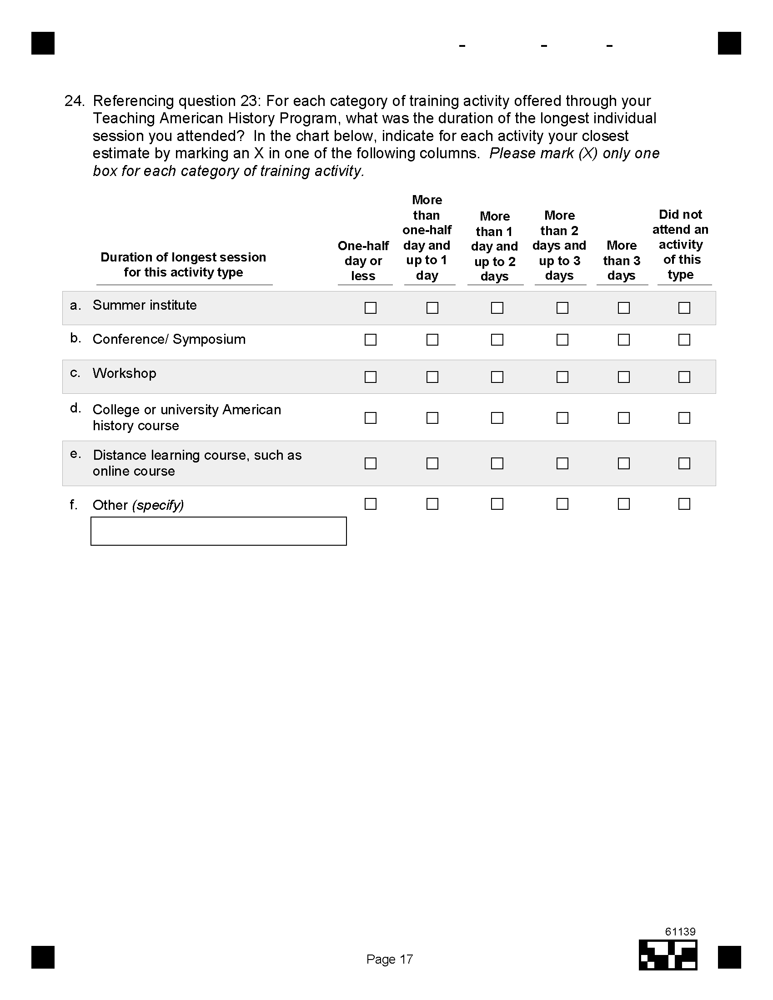 - - -
24. Referencing question 23: For each category of training activity offered through your
Teaching American History Program, what was the duration of the longest individual
session you attended?  In the chart below, indicate for each activity your closest
estimate by marking an X in one of the following columns.  Please mark (X) only one
box for each category of training activity.
Duration of longest session
for this activity type
One-half
day or
less
More
than
one-half
day and
up to 1
day
More
than 1
day and
up to 2
days
More
than 2
days and
up to 3
days
More
than 3
days
Did not
attend an
activity
of this
type
a. Summer institute
b. Conference/ Symposium
c. Workshop
d. College or university American
history course
e. Distance learning course, such as
online course
f. Other (specify)
61139
Page 17